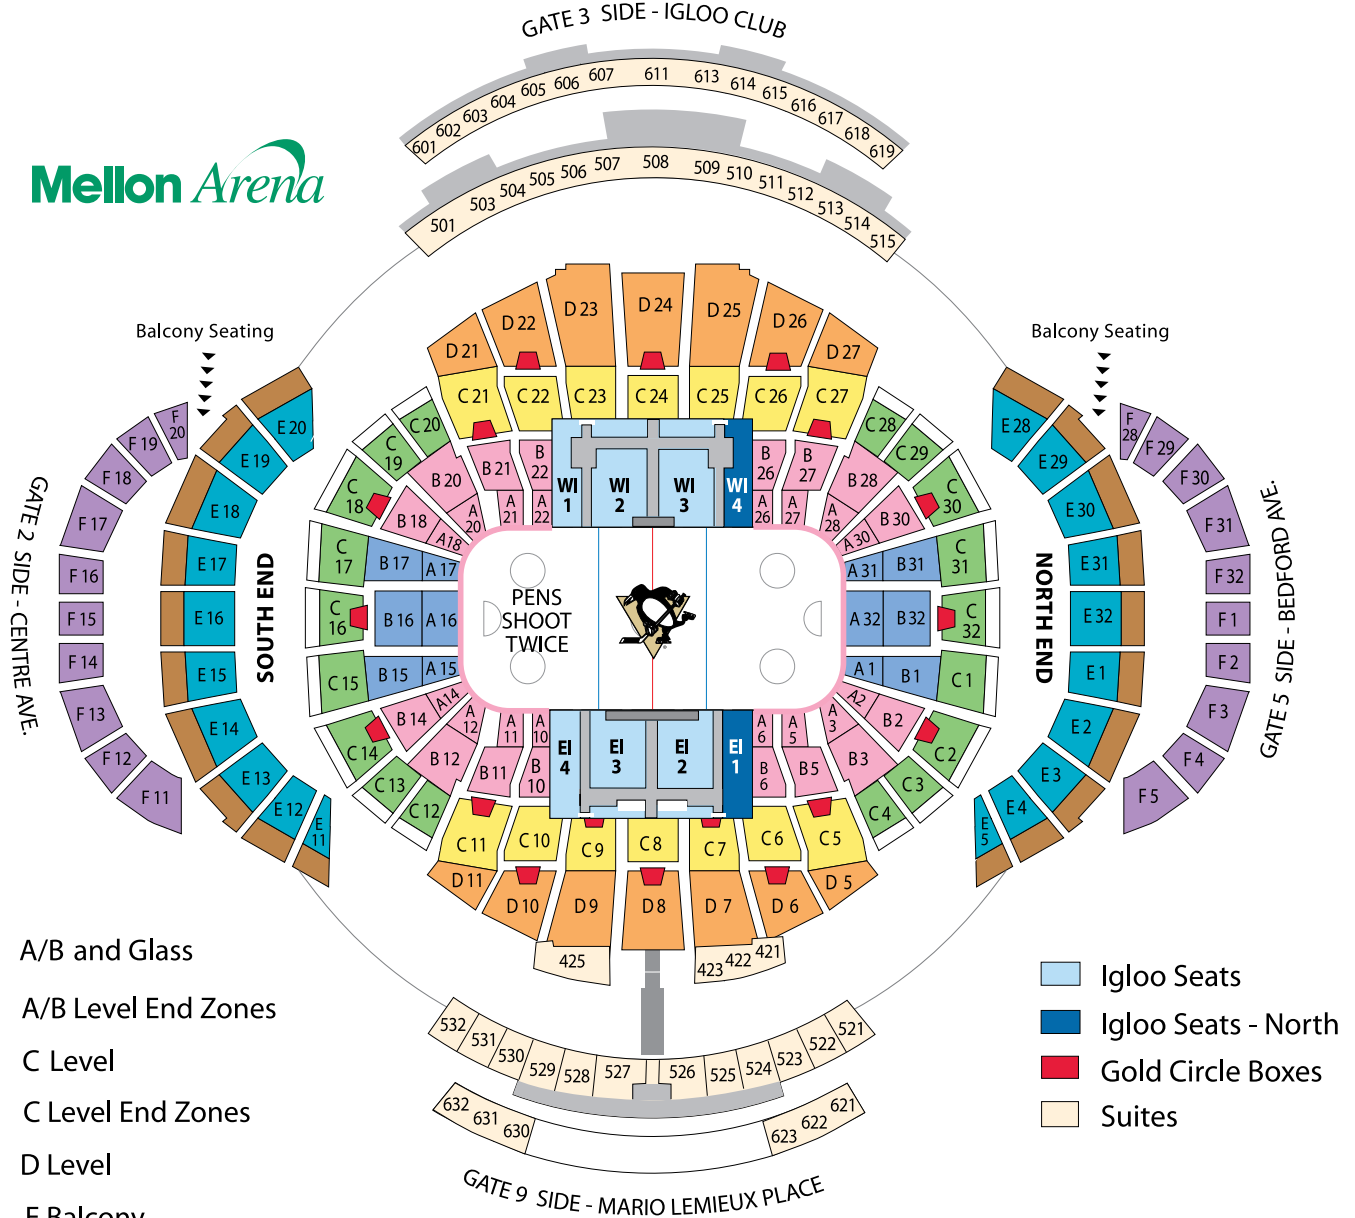 GATE 3 SIDE - IGLOO CLUB
601 602 603 604 605 606 607 611 613 614 615 616 617 618 619
501 503 504 505 506 507 508 509 510 511 512 513 514 515
Mellon Arena
Balcony Seating
Balcony Seating
D 21 D 22 D 23 D 24 D 25 D 26 D 27
C 21 C 22 C 23 C 24 C 25 C 26 C 27
F 20 F 19 F 18 F 17 F 16 F 15 F 14 F 13 F 12 F 11
E 20 E 19 E 18 E 17 E 16 E 15 E 14 E 13 E 12 E 11
GATE 2 SIDE - CENTRE AVE.
SOUTH END
C 20 C 19 C 18 C 17 C 16 C 15 C 14 C 13 C 12
B 22 B 21 B 20 B 18 B 17 B 16 B 15 B 14 B 12 B11 B 10
A 22 A 21 A 20 A18 A 17 A 16 A 15 A14 A 12 A 11 A 10
WI 1
WI 2
WI 3
WI 4
PENS
SHOOT
TWICE
EI 4
EI 3
EI 2
EI 1
B 26 B 27 B 28 B 30 B31 B32 B1 B2 B3 B5 B 6
A 26 A 27 A 28 A 30 A 31 A 32 A 1 A2 A 3 A 5 A 6
C 28 C 29 C 30 C 31 C 32 C1 C 2 C 3 C 4
NORTH END
E 28 E 29 E 30 E 31 E 32 E 1 E 2 E 3 E 4 E 5
F 28 F 29 F 30 F 31 F 32 F 1 F 2 F 3 F 4 F 5
GATE 5 SIDE - BEDFORD AVE.
C 11 C 10 C 9 C 8 C 7 C 6 C 5
D 11 D 10 D 9 D 8 D 7 D 6 D 5
425 423 422 421
532 531 530 529 528 527 526 525 524 523 522 521
632 631 630 623 622 621
GATE 9 SIDE - MARIO LEMIEUX PLACE
A/B and Glass
A/B Level End Zones
C Level
C Level End Zones
D Level
E Balcony
Igloo Seats
Igloo Seats - North
Gold Circle Boxes
Suites